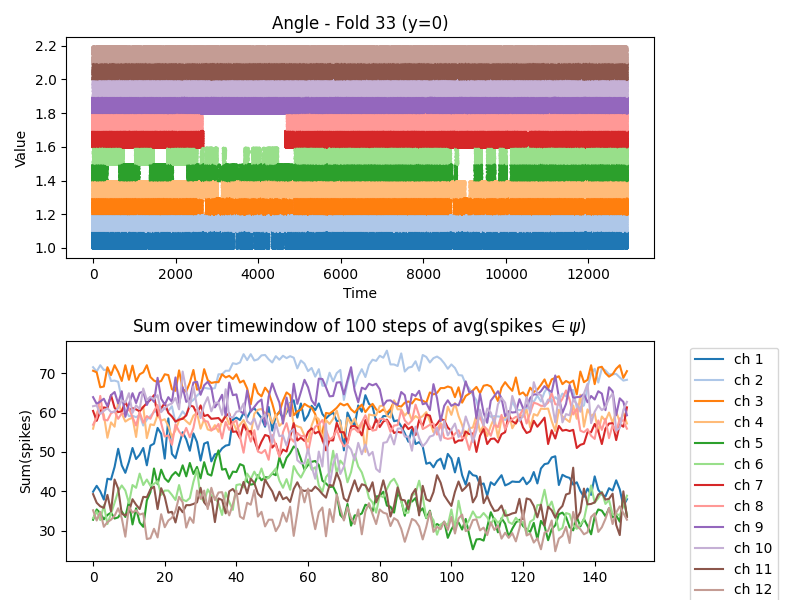 Angle - Fold 33 (y=0)
2.2
2.0
1.8
1.6
1.4
1.2
1.0
Value
0 2000 4000 6000 8000 10000 12000
Time
Sum over timewindow of 100 steps of avg(spikes ∈ ψ)
70
60
50
40
30
Sum(spikes)
0 20 40 60 80 100 120 140
ch 1
ch 2
ch 3
ch 4
ch 5
ch 6
ch 7
ch 8
ch 9
ch 10
ch 11
ch 12